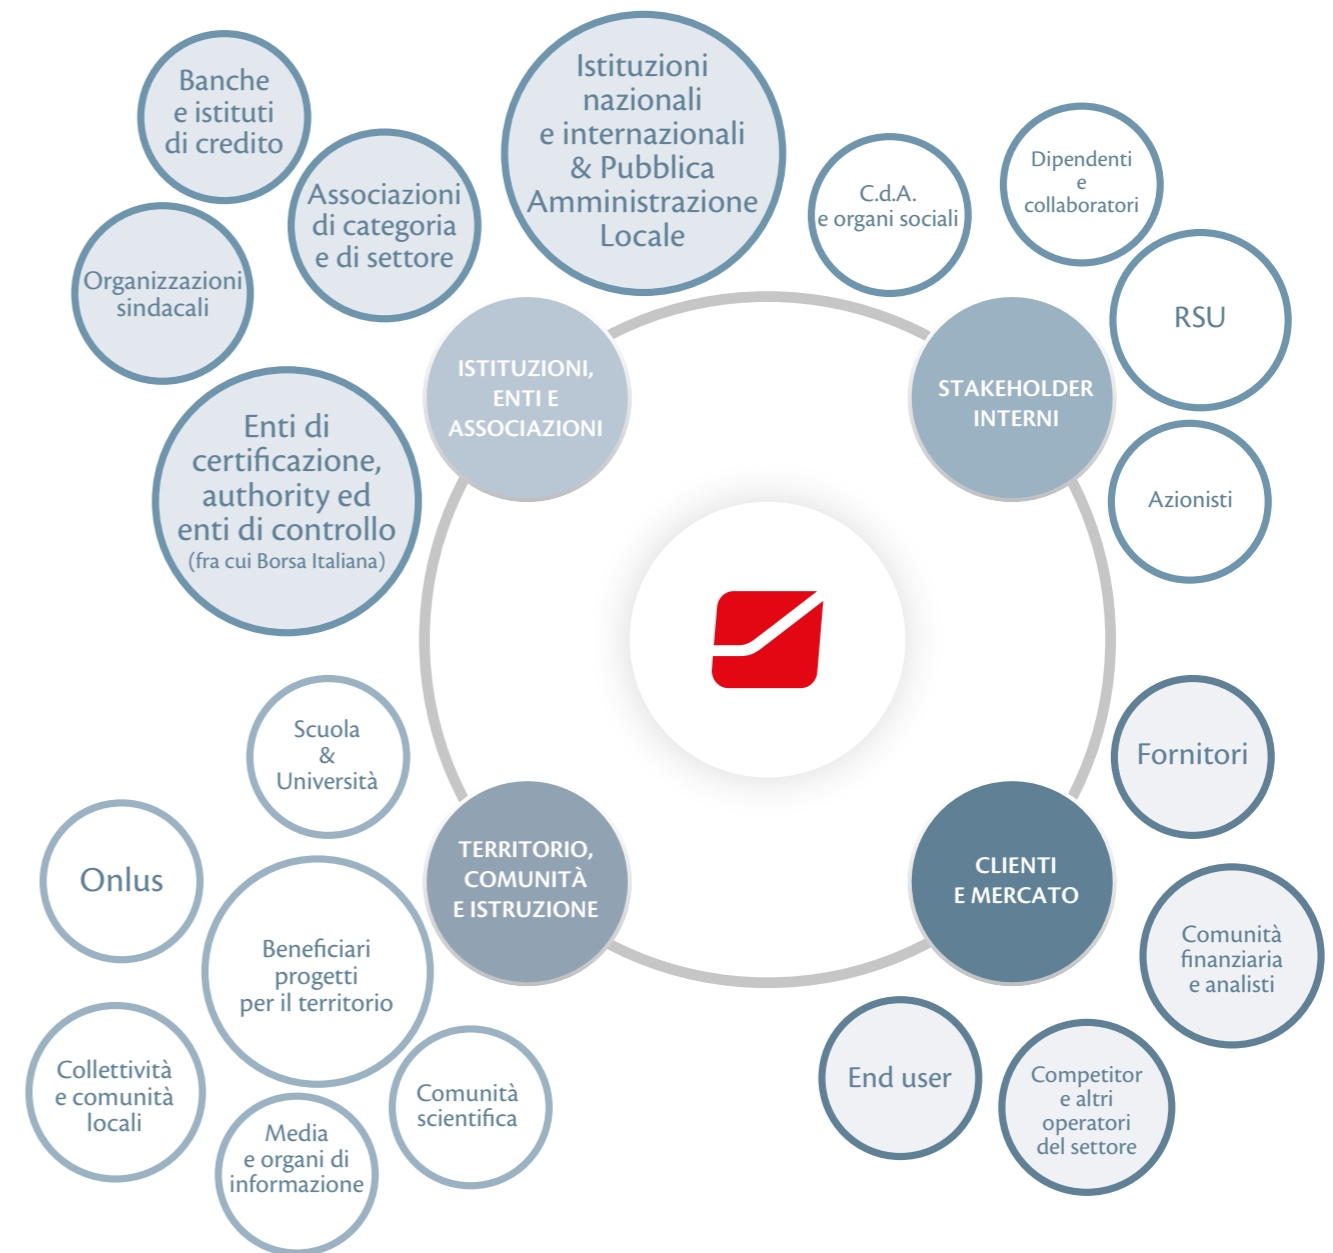 Banche
e istituti
di credito
Associazioni
di categoria
e di settore
Organizzazioni
sindacali
Istituzioni
nazionali
e internazionali
& Pubblica
Amministrazione
Locale
Enti di
certificazione,
authority ed
enti di controllo
(fra cui Borsa Italiana)
ISTITUZIONI,
ENTI E
ASSOCIAZIONI
C.d.A.
e organi sociali
Dipendenti
e
collaboratori
RSU
Azionisti
STAKEHOLDER
INTERNI
Scuola
&
Università
Onlus
Beneficiari
progetti
per il territorio
Collettività
e comunità
locali
Media
e organi di
informazione
Comunità
scientifica
TERRITORIO,
COMUNITÀ
E ISTRUZIONE
CLIENTI
E MERCATO
Fornitori
Comunità
finanziaria
e analisti
End user
Competitor
e altri
operatori
del settore